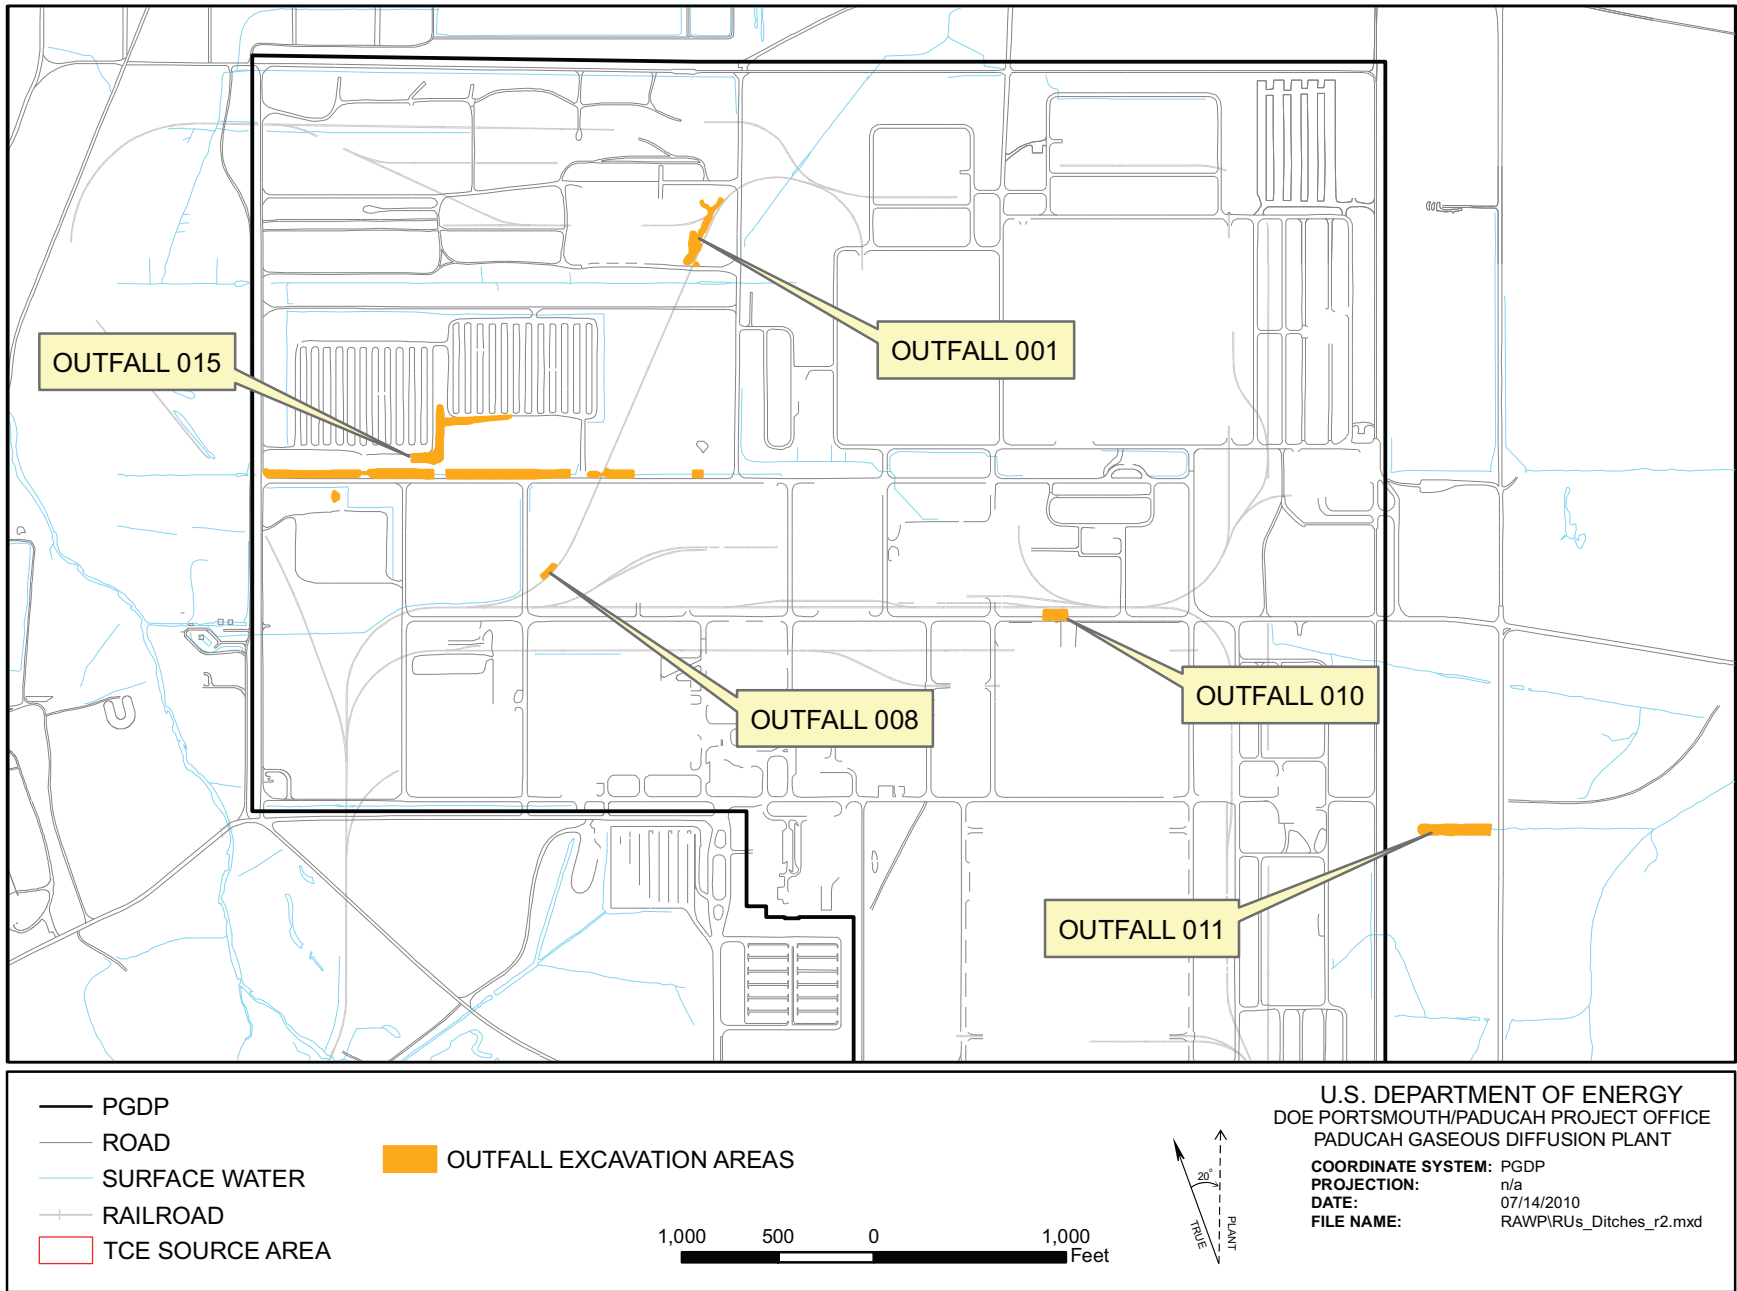 OUTFALL 001
OUTFALL 015
OUTFALL 010
OUTFALL 008
OUTFALL 011
PGDP
ROAD
SURFACE WATER
RAILROAD
TCE SOURCE AREA
OUTFALL EXCAVATION AREAS
1,000 500 0 1,000
Feet
20°
TRUE
PLANT
U.S. DEPARTMENT OF ENERGY
DOE PORTSMOUTH/PADUCAH PROJECT OFFICE
PADUCAH GASEOUS DIFFUSION PLANT
COORDINATE SYSTEM: PGDP
PROJECTION: n/a
DATE: 07/14/2010
FILE NAME: RAWP\RUs_Ditches_r2.mxd